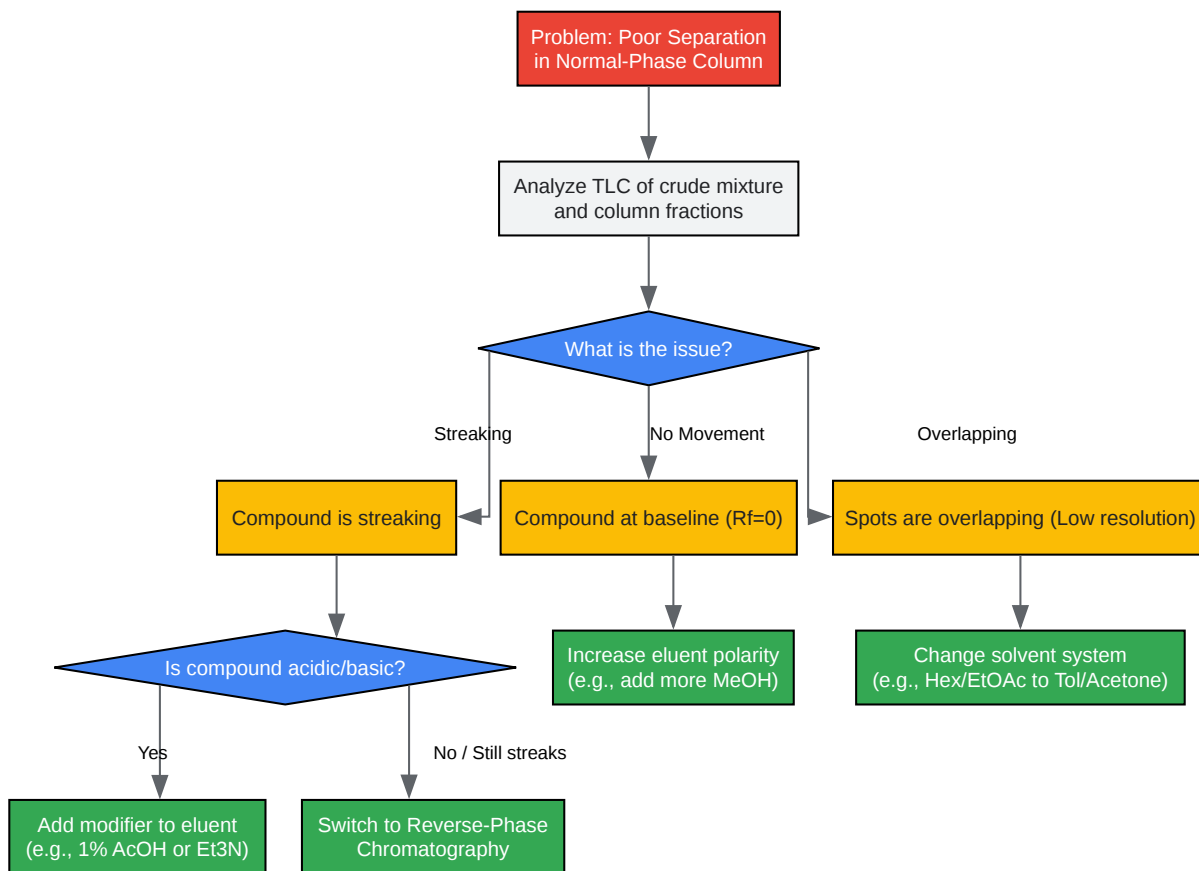 Problem: Poor Separation
in Normal-Phase Column
Analyze TLC of crude mixture
and column fractions
What is the issue?
Streaking
No Movement
Overlapping
Compound is streaking
Compound at baseline (Rf=0)
Spots are overlapping (Low resolution)
Is compound acidic/basic?
Increase eluent polarity
(e.g., add more MeOH)
Change solvent system
(e.g., Hex/EtOAc to Tol/Acetone)
Yes
No / Still streaks
Add modifier to eluent
(e.g., 1% AcOH or Et3N)
Switch to Reverse-Phase
Chromatography